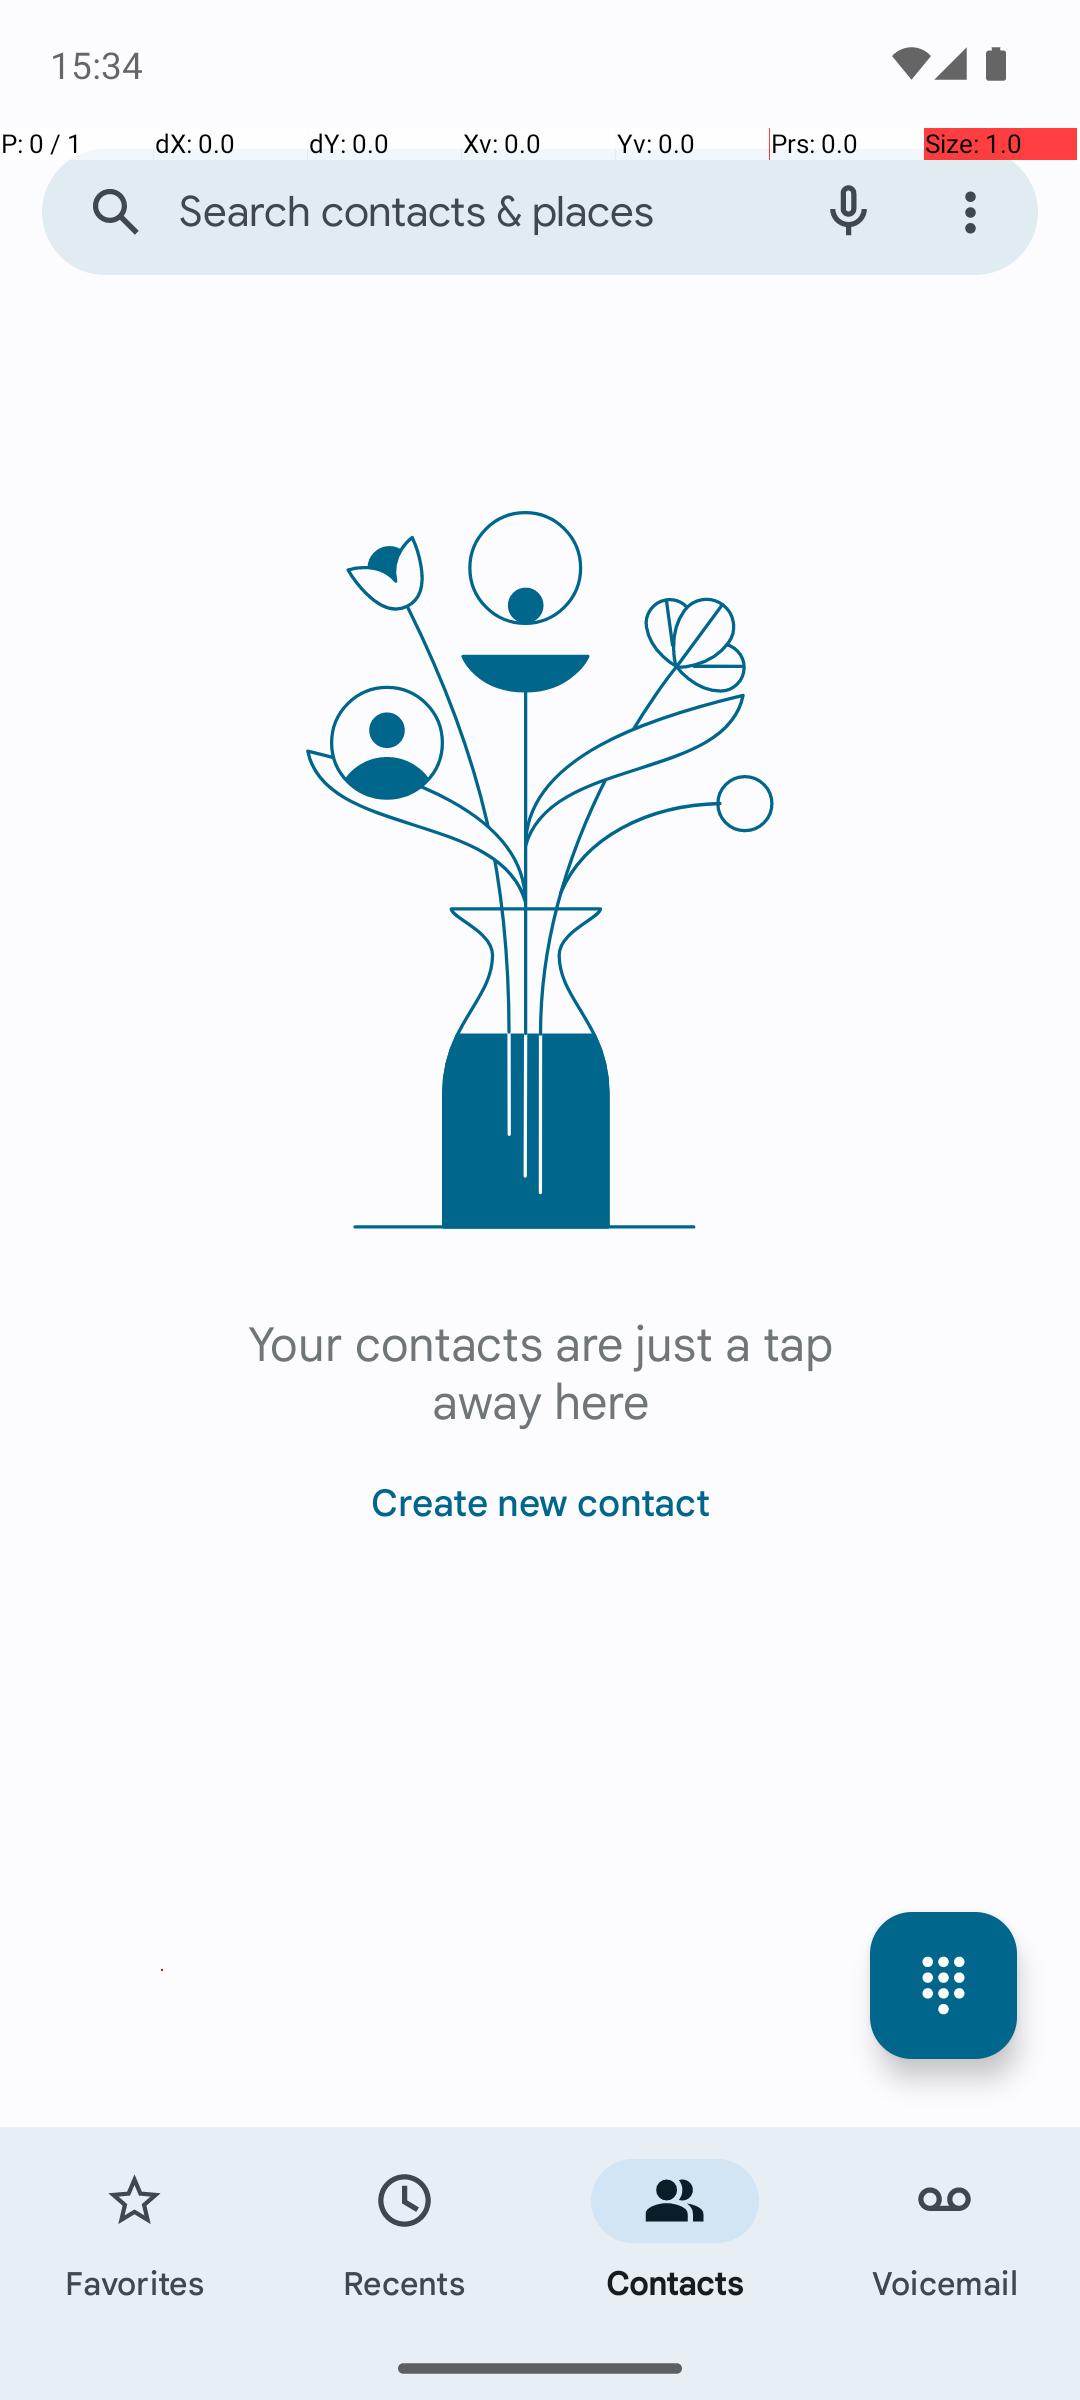 15:34
P: 0 / 1 dX: 0.0 dY: 0.0 Xv: 0.0 Yv: 0.0 Prs: 0.0 Size: 1.0
Search contacts & places
Your contacts are just a tap
away here
Create new contact
Favorites Recents Contacts Voicemail